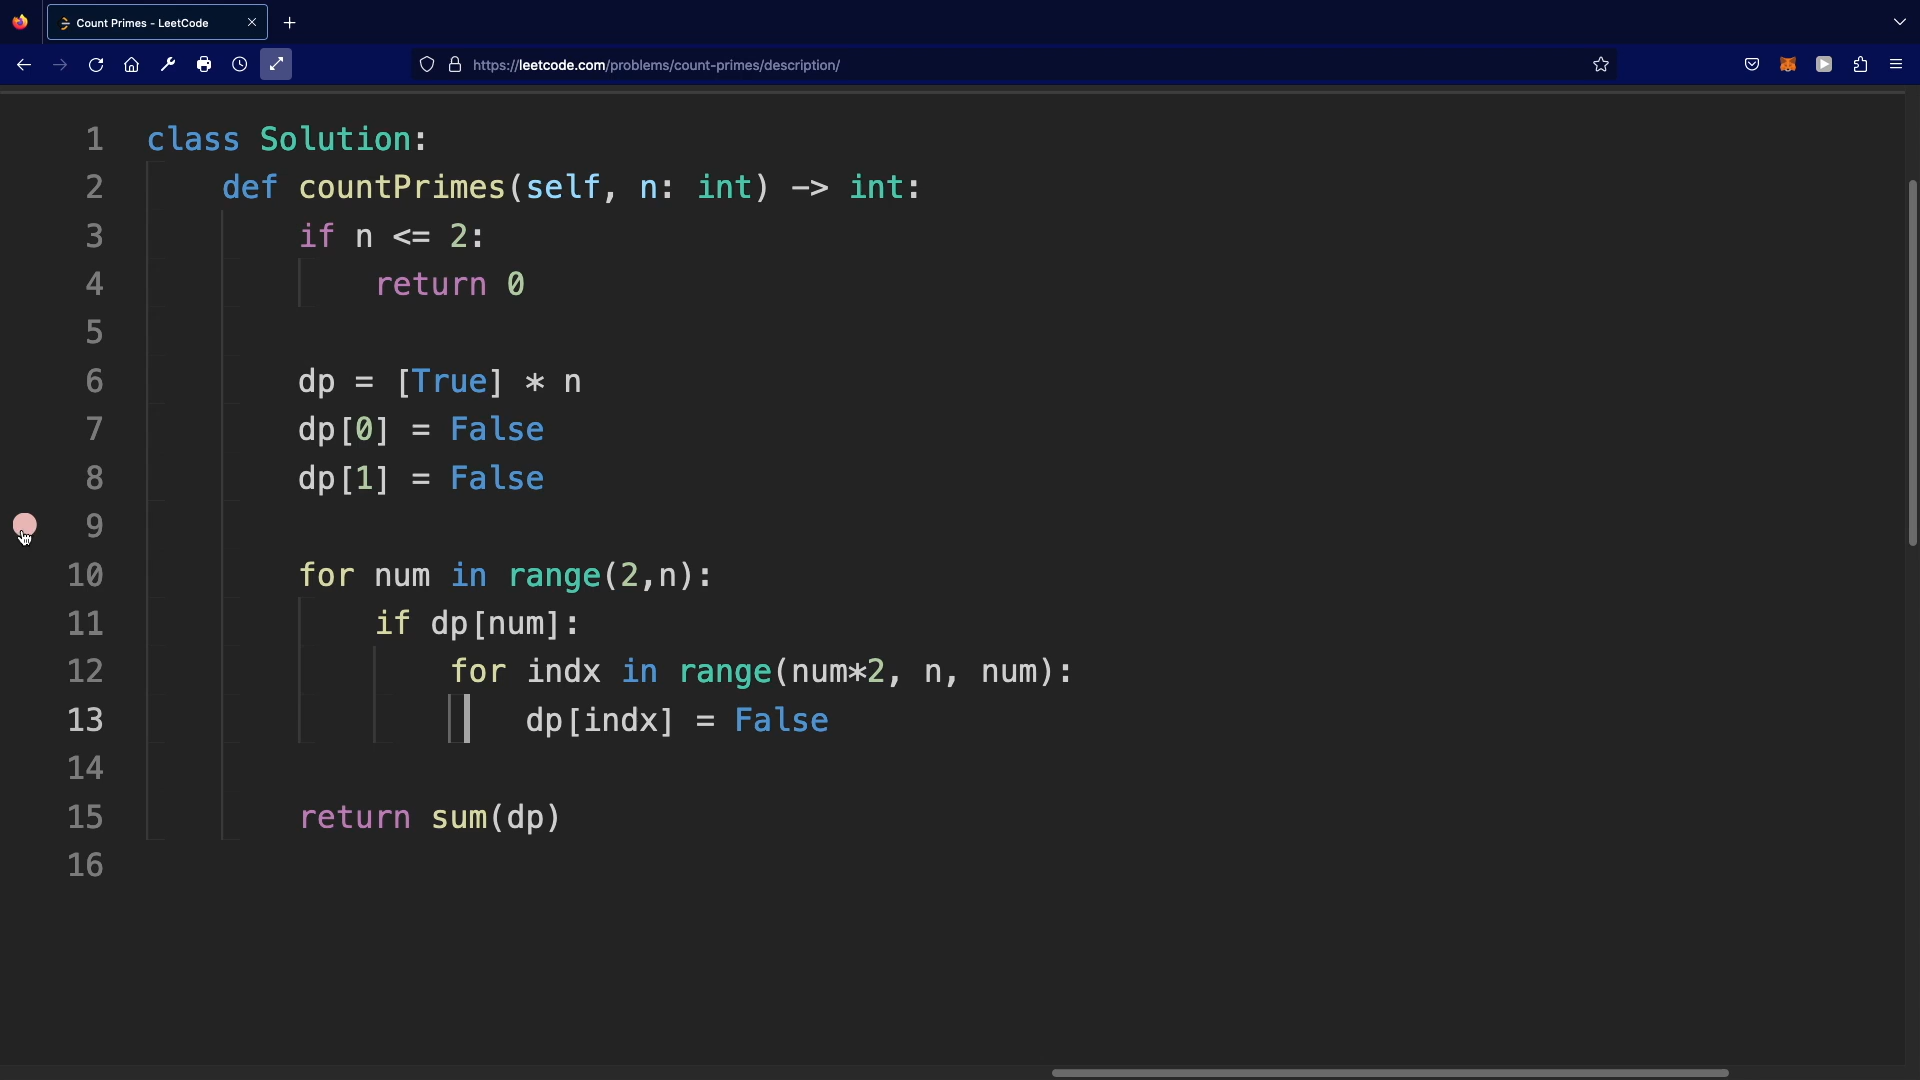 Count Primes - LeetCode
https://leetcode.com/problems/count-primes/description/
1 class Solution:
2 def countPrimes(self, n: int) -> int:
3 if n <= 2:
4 return 0
5
6 dp = [True] * n
7 dp[0] = False
8 dp[1] = False
9
10 for num in range(2,n):
11 if dp[num]:
12 for indx in range(num*2, n, num):
13 dp[indx] = False
14
15 return sum(dp)
16